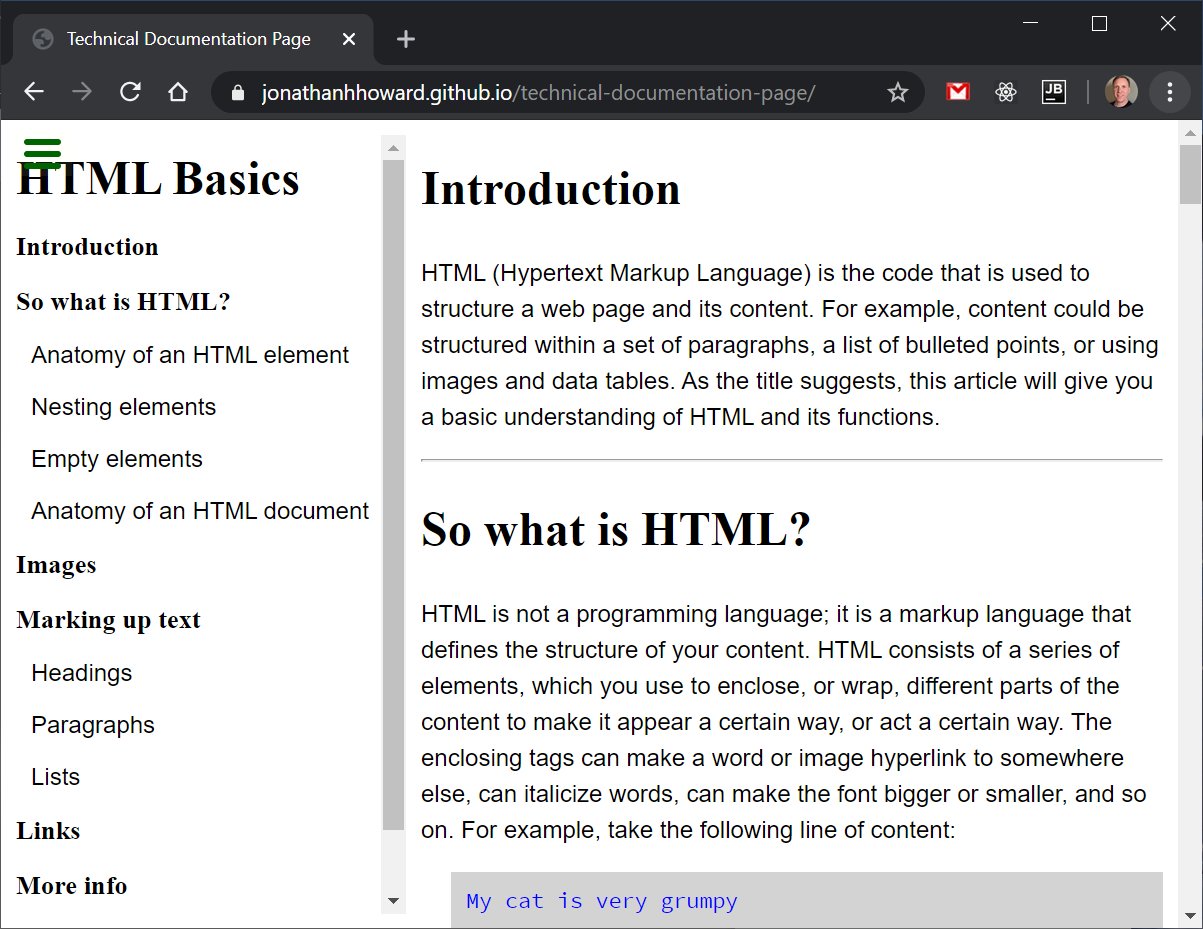 Technical Documentation Page
jonathanhhoward.github.io/technical-documentation-page/
JB
HTML Basics
Introduction
So what is HTML?
Anatomy of an HTML element
Nesting elements
Empty elements
Anatomy of an HTML document
Images
Marking up text
Headings
Paragraphs
Lists
Links
More info
Introduction
HTML (Hypertext Markup Language) is the code that is used to
structure a web page and its content. For example, content could be
structured within a set of paragraphs, a list of bulleted points, or using
images and data tables. As the title suggests, this article will give you
a basic understanding of HTML and its functions.
So what is HTML?
HTML is not a programming language; it is a markup language that
defines the structure of your content. HTML consists of a series of
elements, which you use to enclose, or wrap, different parts of the
content to make it appear a certain way, or act a certain way. The
enclosing tags can make a word or image hyperlink to somewhere
else, can italicize words, can make the font bigger or smaller, and so
on. For example, take the following line of content:
My cat is very grumpy